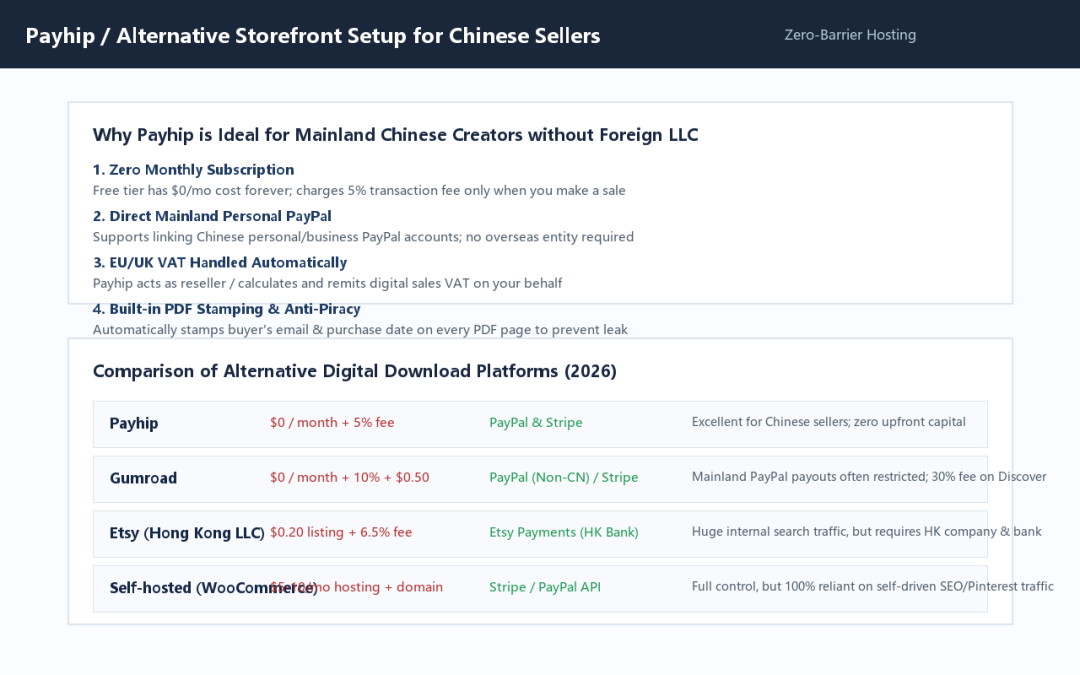 Payhip / Alternative Storefront Setup for Chinese Sellers
Zero-Barrier Hosting
Why Payhip is Ideal for Mainland Chinese Creators without Foreign LLC
1. Zero Monthly Subscription
Free tier has $0/mo cost forever; charges 5% transaction fee only when you make a sale
2. Direct Mainland Personal PayPal
Supports linking Chinese personal/business PayPal accounts; no overseas entity required
3. EU/UK VAT Handled Automatically
Payhip acts as reseller / calculates and remits digital sales VAT on your behalf
4. Built-in PDF Stamping & Anti-Piracy
Automatically stamps buyer's email & purchase date on every PDF page to prevent leak
Comparison of Alternative Digital Download Platforms (2026)
Payhip $0 / month + 5% fee PayPal & Stripe Excellent for Chinese sellers; zero upfront capital
Gumroad $0 / month + 10% + $0.50 PayPal (Non-CN) / Stripe Mainland PayPal payouts often restricted; 30% fee on Discover
Etsy (Hong Kong LLC) $0.20 listing + 6.5% fee Etsy Payments (HK Bank) Huge internal search traffic, but requires HK company & bank
Self-hosted (WooCommerce) hosting + domain Stripe / PayPal API Full control, but 100% reliant on self-driven SEO/Pinterest traffic